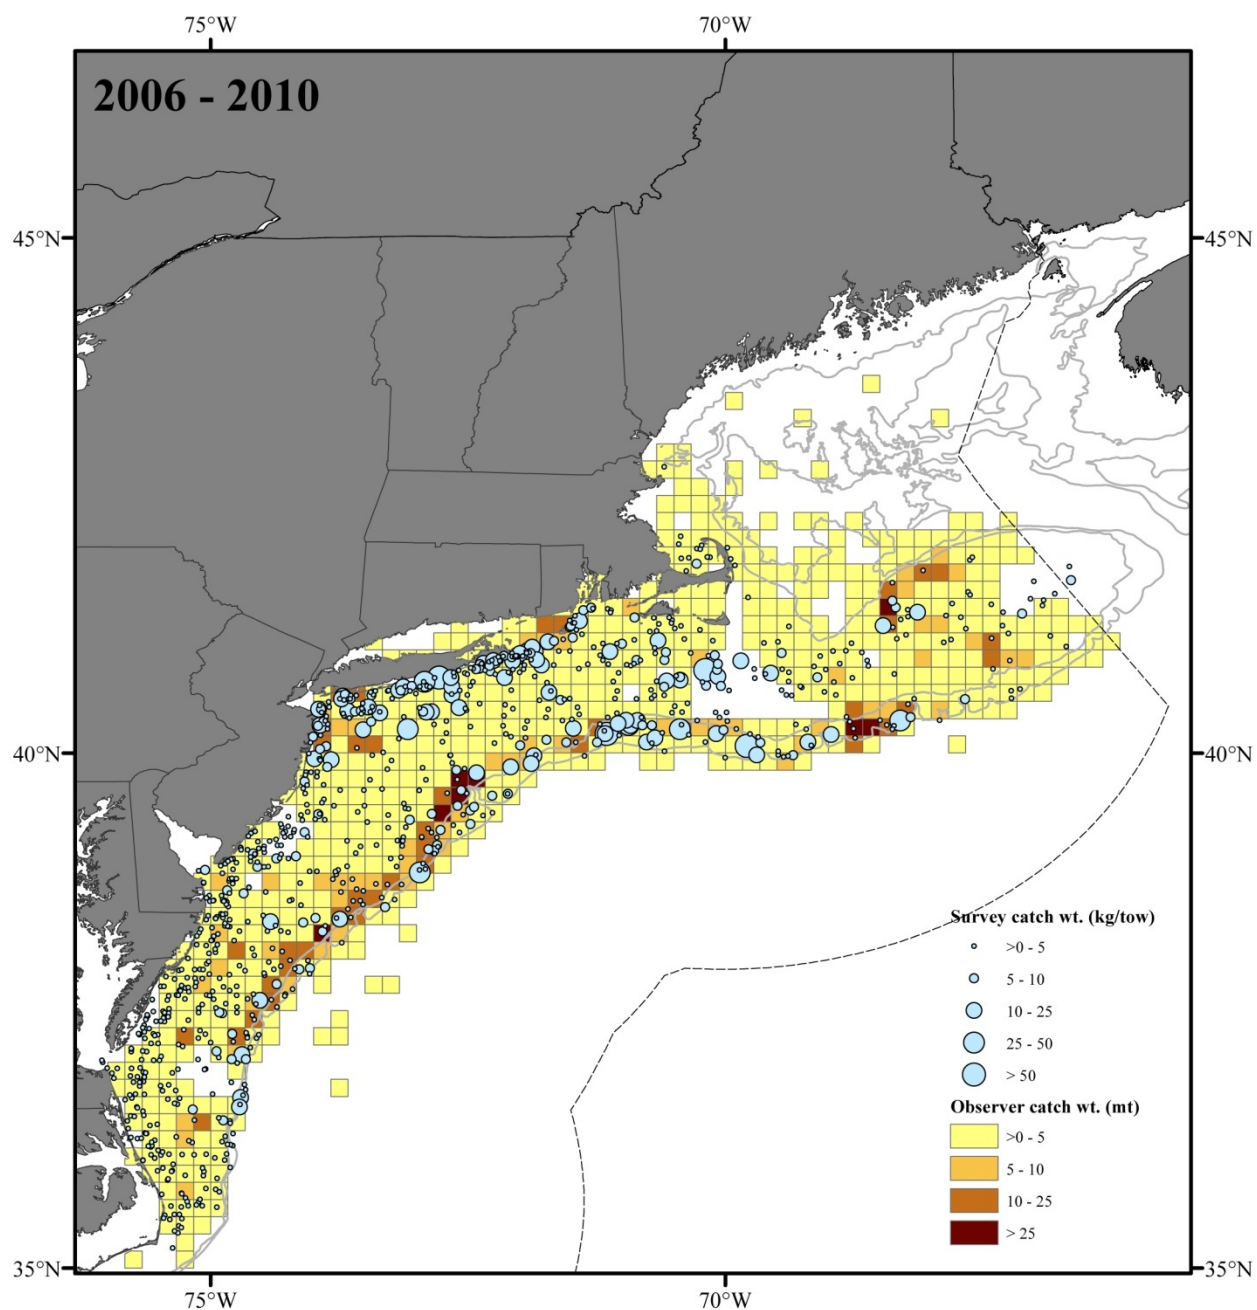 75°W 70°W
2006 - 2010
45°N 45°N
40°N 40°N
Survey catch wt. (kg/tow)
>0 - 5
5 - 10
10 - 25
25 - 50
> 50
Observer catch wt. (mt)
>0 - 5
5 - 10
10 - 25
> 25
35°N 35°N
75°W 70°W